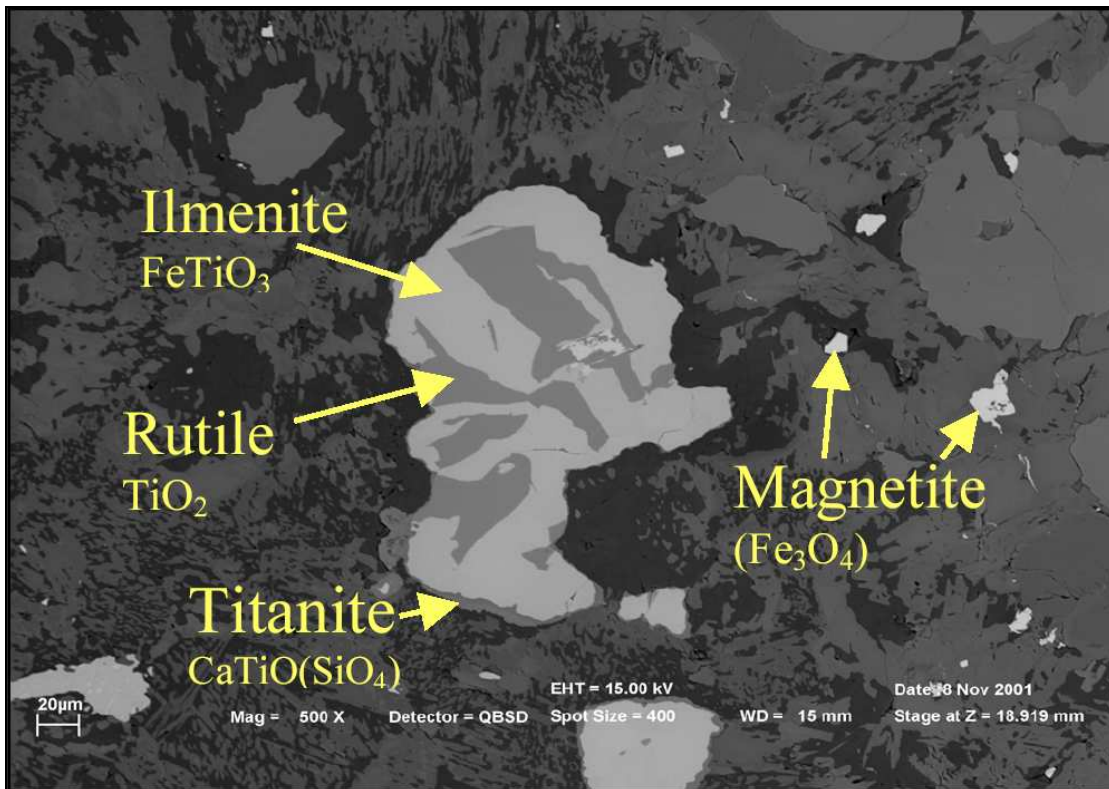 Ilmenite
FeTiO₃
Rutile
TiO₂
Magnetite
(Fe₃O₄)
Titanite
CaTiO(SiO₄)
20µm
Mag = 500 X
Detector = QBSD
EHT = 15.00 kV
Spot Size = 400
WD = 15 mm
Date :8 Nov 2001
Stage at Z = 18.919 mm